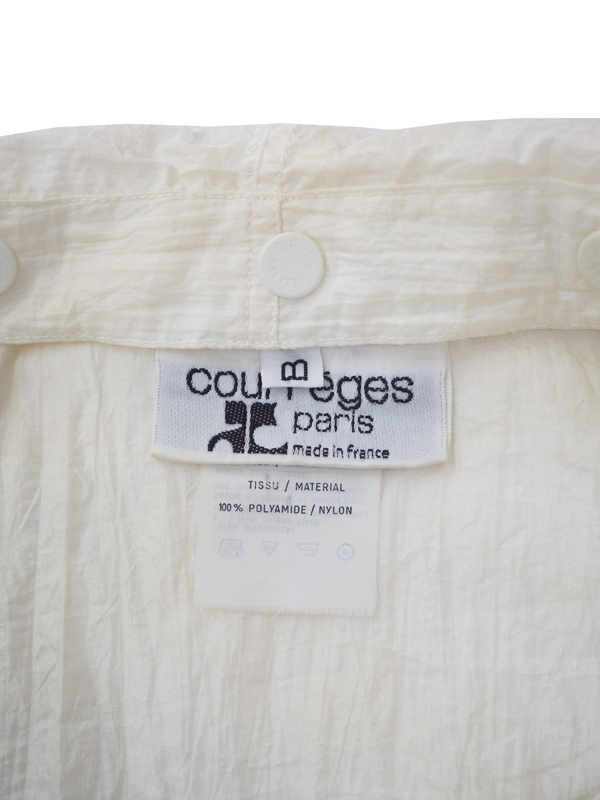 B
courrèges
paris
made in france
TISSU / MATERIAL
100% POLYAMIDE / NYLON